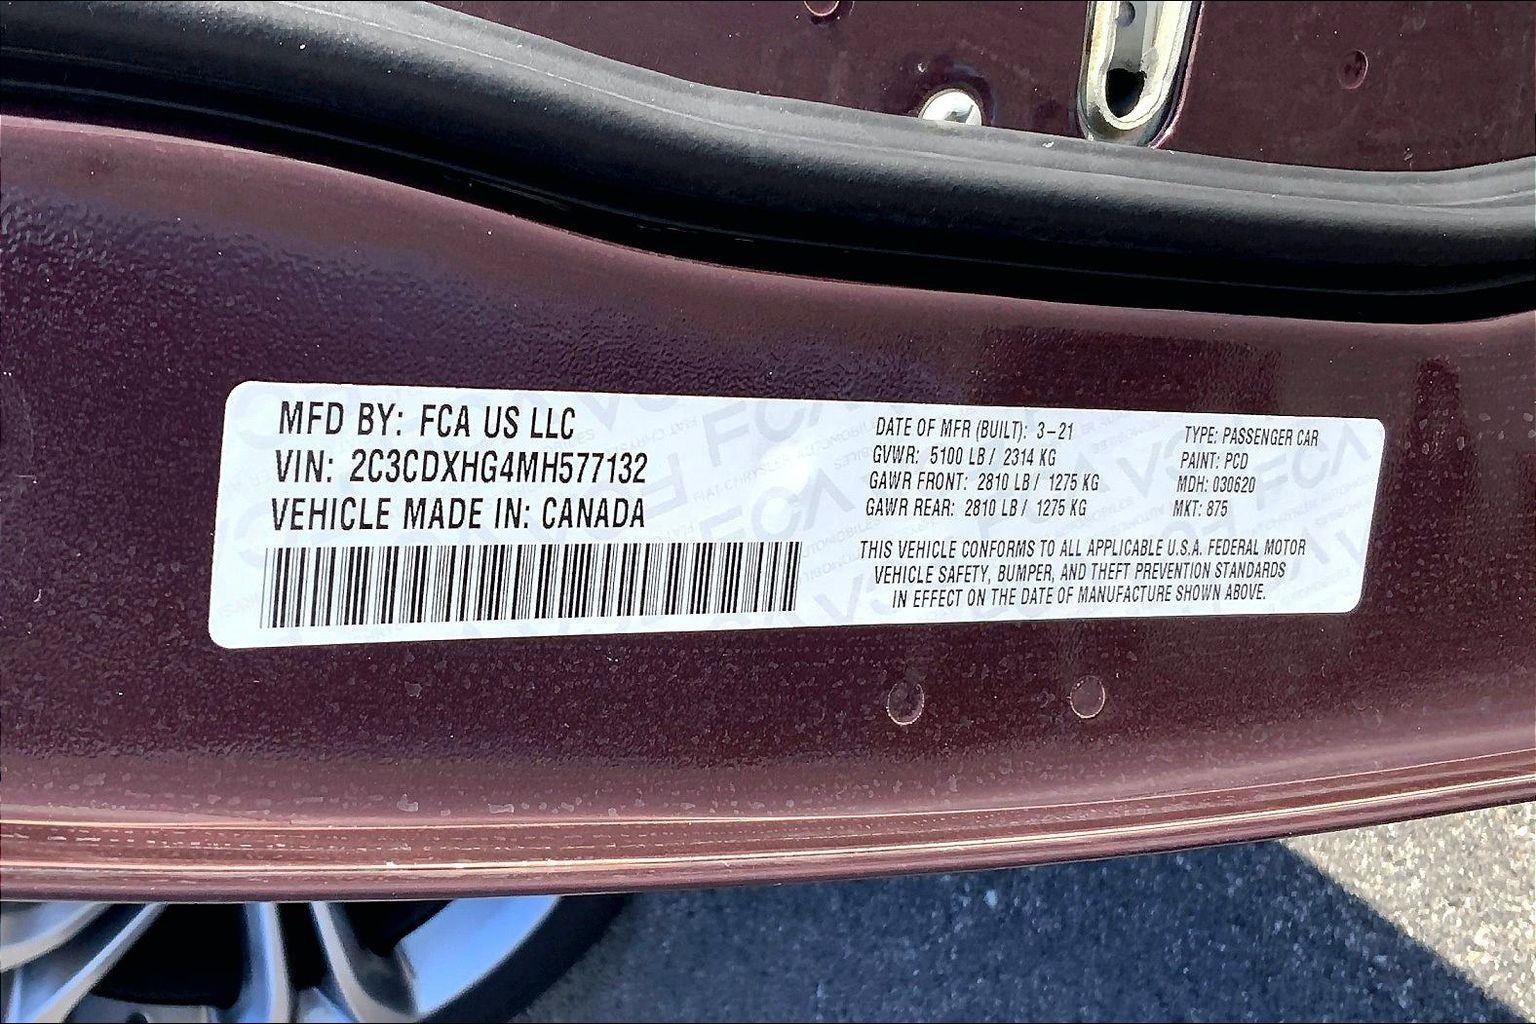 MFD BY: FCA US LLC
VIN: 2C3CDXHG4MH577132
VEHICLE MADE IN: CANADA
DATE OF MFR (BUILT): 3-21
GVWR: 5100 LB / 2314 KG
GAWR FRONT: 2810 LB / 1275 KG
GAWR REAR: 2810 LB / 1275 KG
TYPE: PASSENGER CAR
PAINT: PCD
MDH: 030620
MKT: 875
THIS VEHICLE CONFORMS TO ALL APPLICABLE U.S.A. FEDERAL MOTOR
VEHICLE SAFETY, BUMPER, AND THEFT PREVENTION STANDARDS
IN EFFECT ON THE DATE OF MANUFACTURE SHOWN ABOVE.